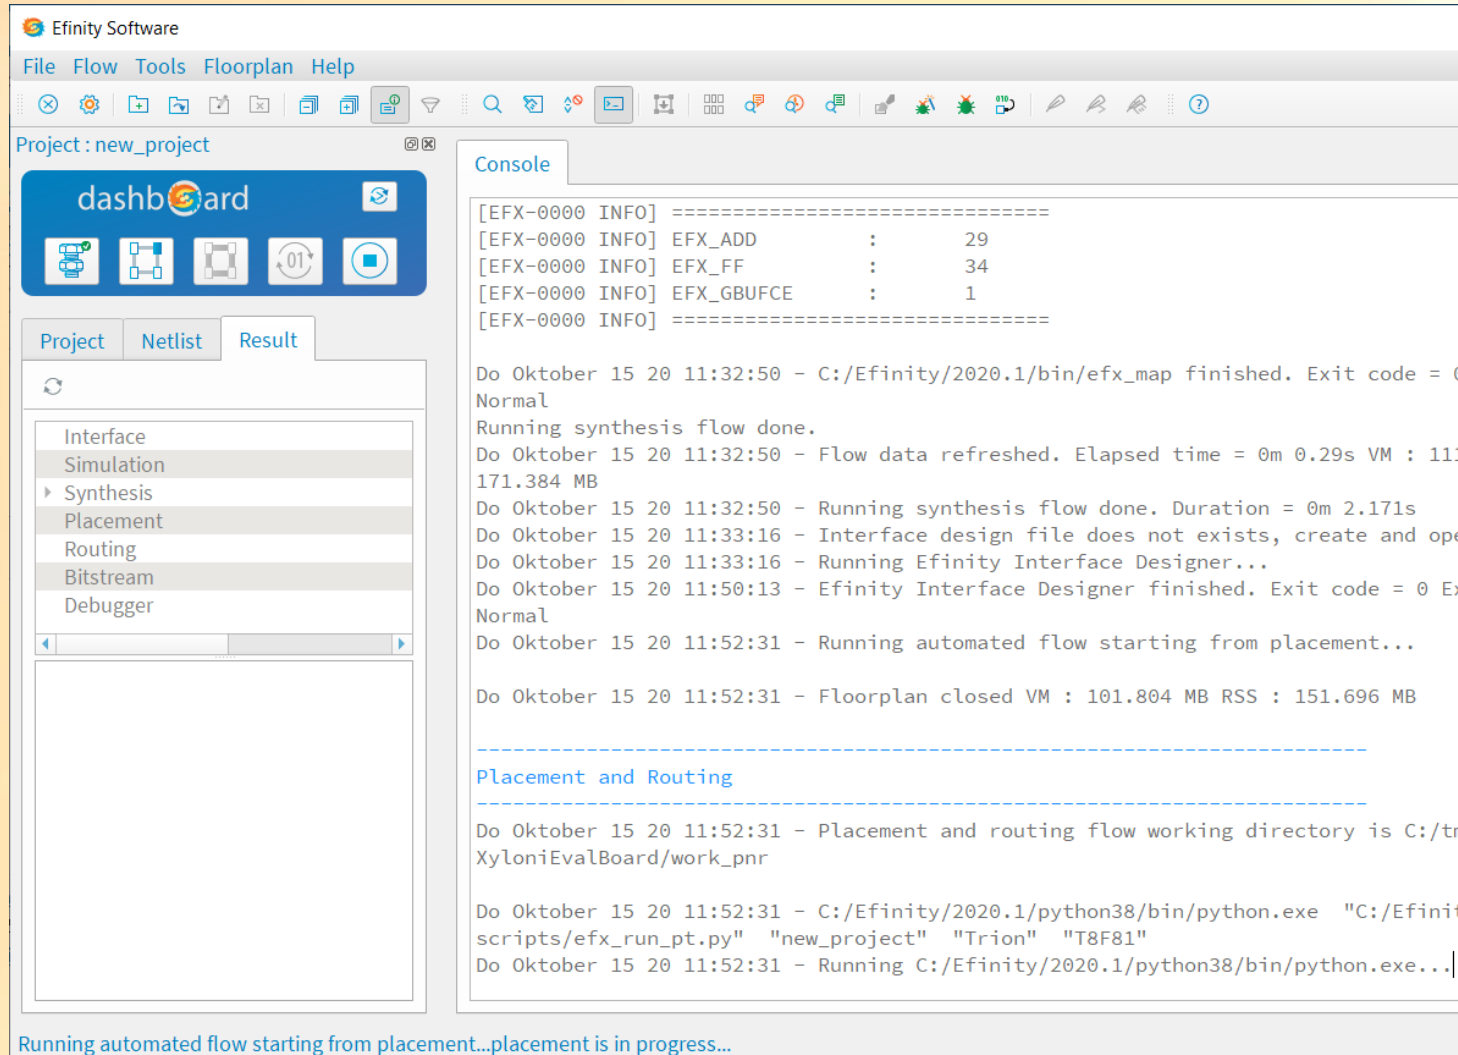 Efinity Software
File Flow Tools Floorplan Help
Project : new_project
dashboard
Project Netlist Result
Interface
Simulation
Synthesis
Placement
Routing
Bitstream
Debugger
Console
[EFX-0000 INFO] ===============================
[EFX-0000 INFO] EFX_ADD : 29
[EFX-0000 INFO] EFX_FF : 34
[EFX-0000 INFO] EFX_GBUFCE : 1
[EFX-0000 INFO] ===============================
Do Oktober 15 20 11:32:50 - C:/Efinity/2020.1/bin/efx_map finished. Exit code = 0
Normal
Running synthesis flow done.
Do Oktober 15 20 11:32:50 - Flow data refreshed. Elapsed time = 0m 0.29s VM :
171.384 MB
Do Oktober 15 20 11:32:50 - Running synthesis flow done. Duration = 0m 2.171s
Do Oktober 15 20 11:33:16 - Interface design file does not exists, create and
Do Oktober 15 20 11:33:16 - Running Efinity Interface Designer...
Do Oktober 15 20 11:50:13 - Efinity Interface Designer finished. Exit code = 0
Normal
Do Oktober 15 20 11:52:31 - Running automated flow starting from placement...
Do Oktober 15 20 11:52:31 - Floorplan closed VM : 101.804 MB RSS : 151.696 MB
-------------------------------------------------------------------------
Placement and Routing
-------------------------------------------------------------------------
Do Oktober 15 20 11:52:31 - Placement and routing flow working directory is
XyloniEvalBoard/work_pnr
Do Oktober 15 20 11:52:31 - C:/Efinity/2020.1/python38/bin/python.exe
scripts/efx_run_pt.py" "new_project" "Trion" "T8F81"
Do Oktober 15 20 11:52:31 - Running C:/Efinity/2020.1/python38/bin/python.exe...
Running automated flow starting from placement...placement is in progress...